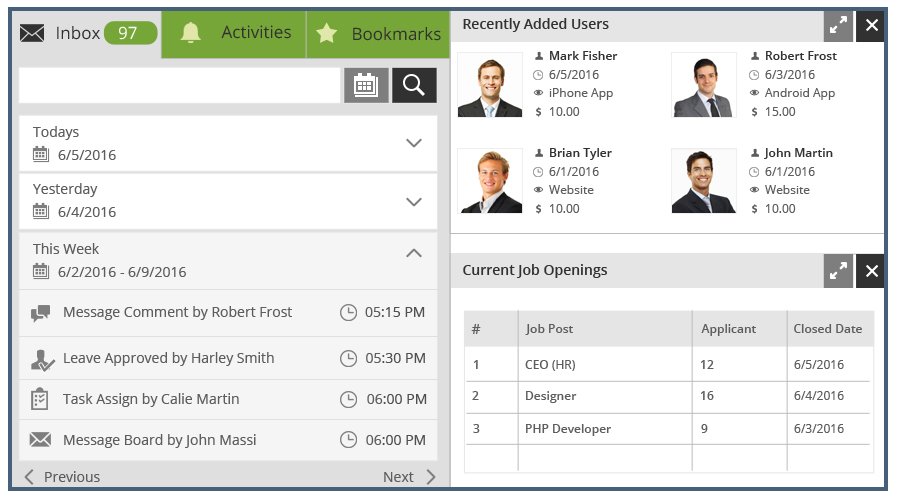 Inbox 97
Activities
Bookmarks
Todays
6/5/2016
Yesterday
6/4/2016
This Week
6/2/2016 - 6/9/2016
Message Comment by Robert Frost 05:15 PM
Leave Approved by Harley Smith 05:30 PM
Task Assign by Calie Martin 06:00 PM
Message Board by John Massi 06:00 PM
Previous
Next
Recently Added Users
Mark Fisher
6/5/2016
iPhone App
$ 10.00
Robert Frost
6/3/2016
Android App
$ 15.00
Brian Tyler
6/1/2016
Website
$ 10.00
John Martin
6/1/2016
Website
$ 10.00
Current Job Openings
# Job Post Applicant Closed Date
1 CEO (HR) 12 6/5/2016
2 Designer 16 6/4/2016
3 PHP Developer 9 6/3/2016